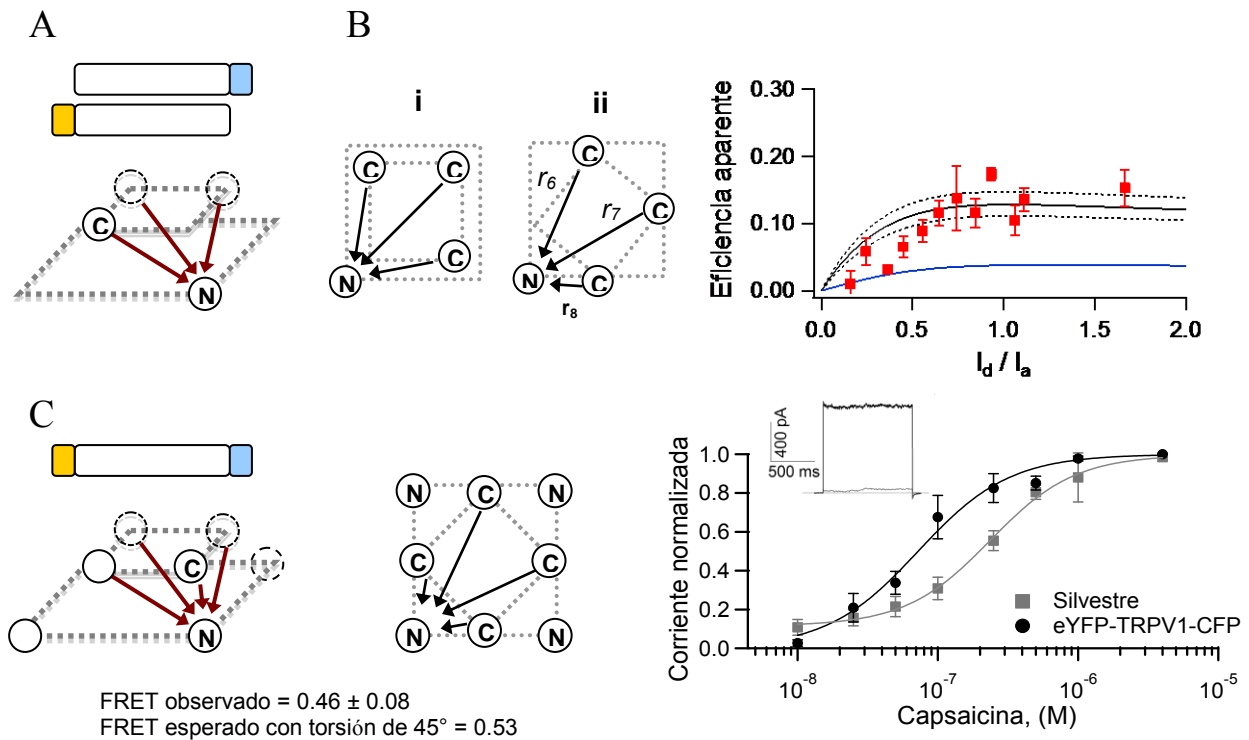 A
B
i
ii
C
C
C
N
C
C
C
N
r6
r7
r8
C
N
Eficiencia aparente
0.30
0.20
0.10
0.00
0.0
0.5
1.0
1.5
2.0
Id / Ia
C
C
N
N
C
N
C
C
N
C
N
FRET observado = 0.46 ± 0.08
FRET esperado con torsión de 45° = 0.53
Corriente normalizada
1.0
0.8
0.6
0.4
0.2
0.0
400 pA
500 ms
Silvestre
eYFP-TRPV1-CFP
10^-8
10^-7
10^-6
10^-5
Capsaicina, (M)